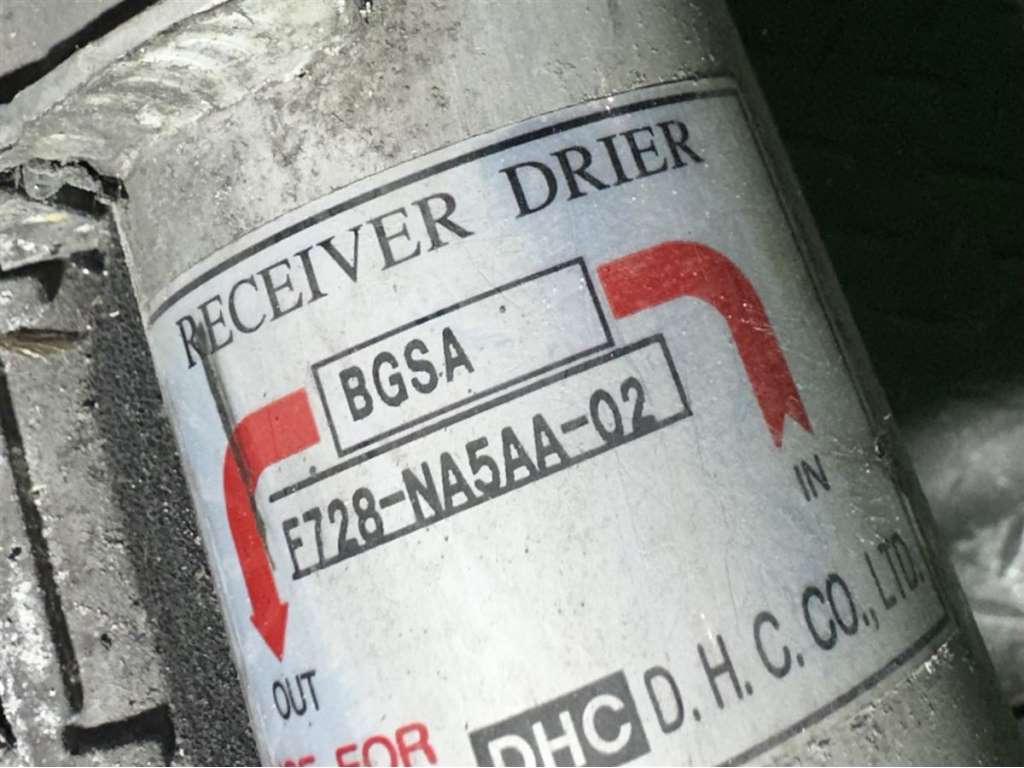 RECEIVER DRIER
BGSA
F728-NA5AA-02
IN
OUT
DHC D. H. C. CO., LTD.
FOR